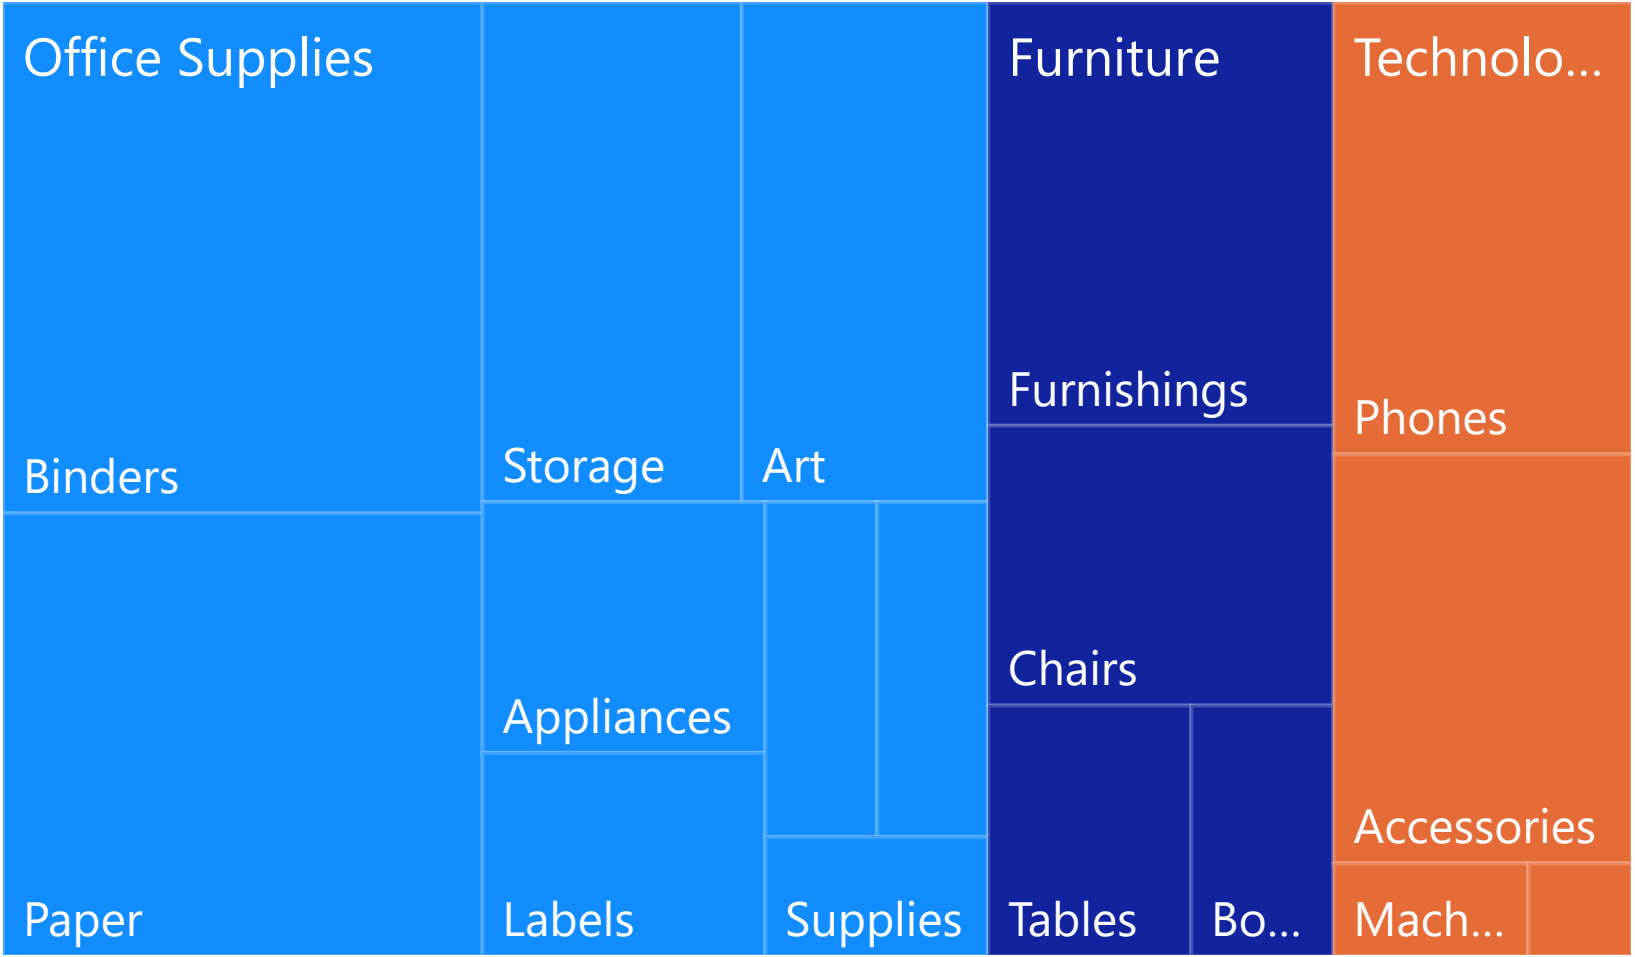 Office Supplies
Binders
Paper
Storage
Art
Appliances
Labels
Supplies
Furniture
Furnishings
Chairs
Tables
Bo...
Technolo...
Phones
Accessories
Mach...